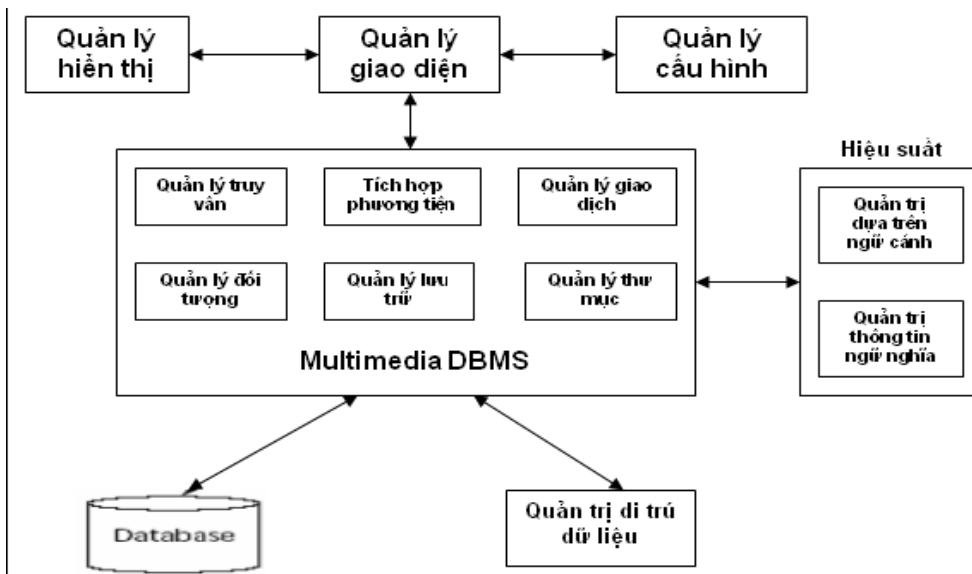 Quản lý
hiển thị
Quản lý
giao diện
Quản lý
cấu hình
Hiệu suất
Quản lý truy
vấn
Tích hợp
phương tiện
Quản lý giao
dịch
Quản lý đối
tượng
Quản lý lưu
trữ
Quản lý thư
mục
Multimedia DBMS
Quản trị
dựa trên
ngữ cảnh
Quản trị
thông tin
ngữ nghĩa
Database
Quản trị di trú
dữ liệu